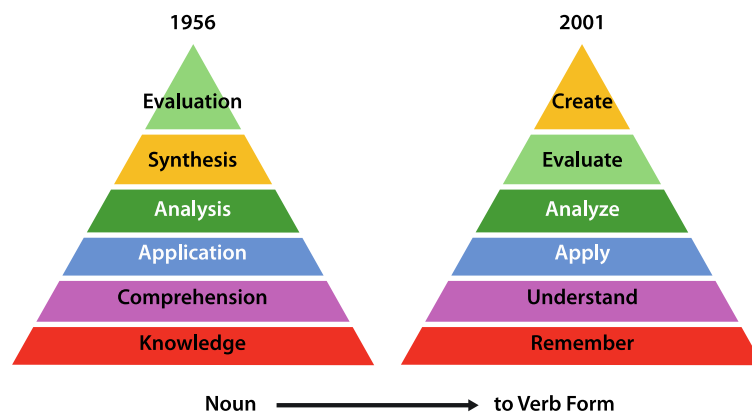 1956
Evaluation
Synthesis
Analysis
Application
Comprehension
Knowledge
2001
Create
Evaluate
Analyze
Apply
Understand
Remember
Noun to Verb Form